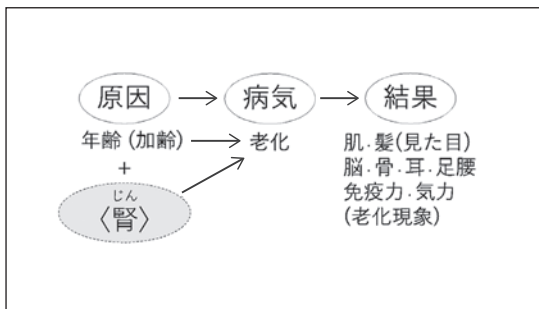 原因 → 病気 → 結果
年齢 (加齢) → 老化
+
じん
〈腎〉
肌・髪(見た目)
脳・骨・耳・足腰
免疫力・気力
(老化現象)